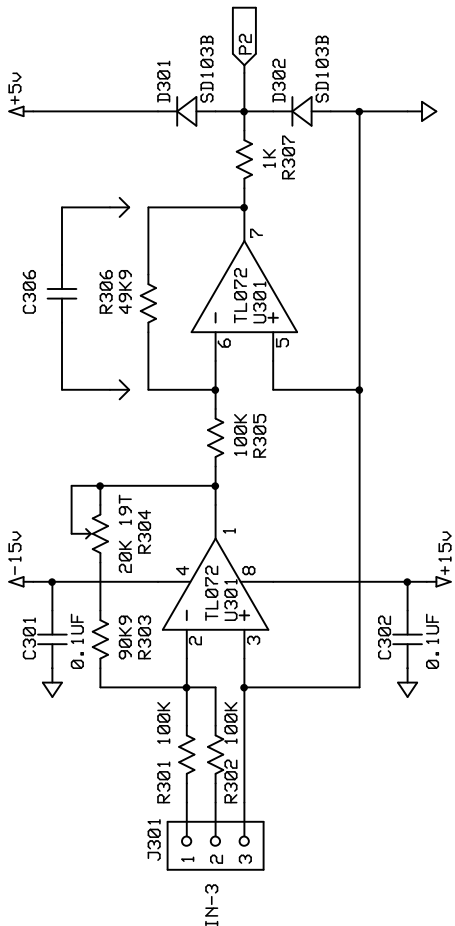 IN-3
J301
1
2
3
R301 100K
R302 100K
C301
0.1UF
-15v
90K9
R303
20K 19T
R304
2
3
4
8
1
TL072
U301
-
+
C302
0.1UF
+15v
100K
R305
C306
R306
49K9
6
5
7
TL072
U301
-
+
1K
R307
+5v
D301
SD103B
P2
D302
SD103B